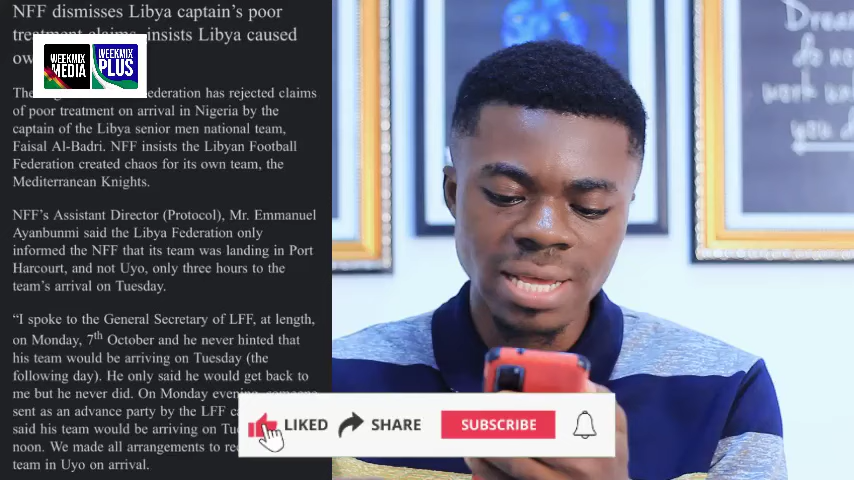 NFF dismisses Libya captain's poor
treatment claims, insists Libya caused
WEEKMIX
MEDIA
WEEKMIX
PLUS
Federation has rejected claims
of poor treatment on arrival in Nigeria by the
captain of the Libya senior men national team,
Faisal Al-Badri. NFF insists the Libyan Football
Federation created chaos for its own team, the
Mediterranean Knights.
NFF's Assistant Director (Protocol), Mr. Emmanuel
Ayanbunmi said the Libya Federation only
informed the NFF that its team was landing in Port
Harcourt, and not Uyo, only three hours to the
team's arrival on Tuesday.
"I spoke to the General Secretary of LFF, at length,
on Monday, 7th October and he never hinted that
his team would be arriving on Tuesday (the
following day). He only said he would get back to
me but he never did. On Monday evening, someone
sent as an advance party by the LFF
said his team would be arriving on
noon. We made all arrangements to
team in Uyo on arrival.
LIKED
SHARE
SUBSCRIBE
Dream
do no
work un
you d